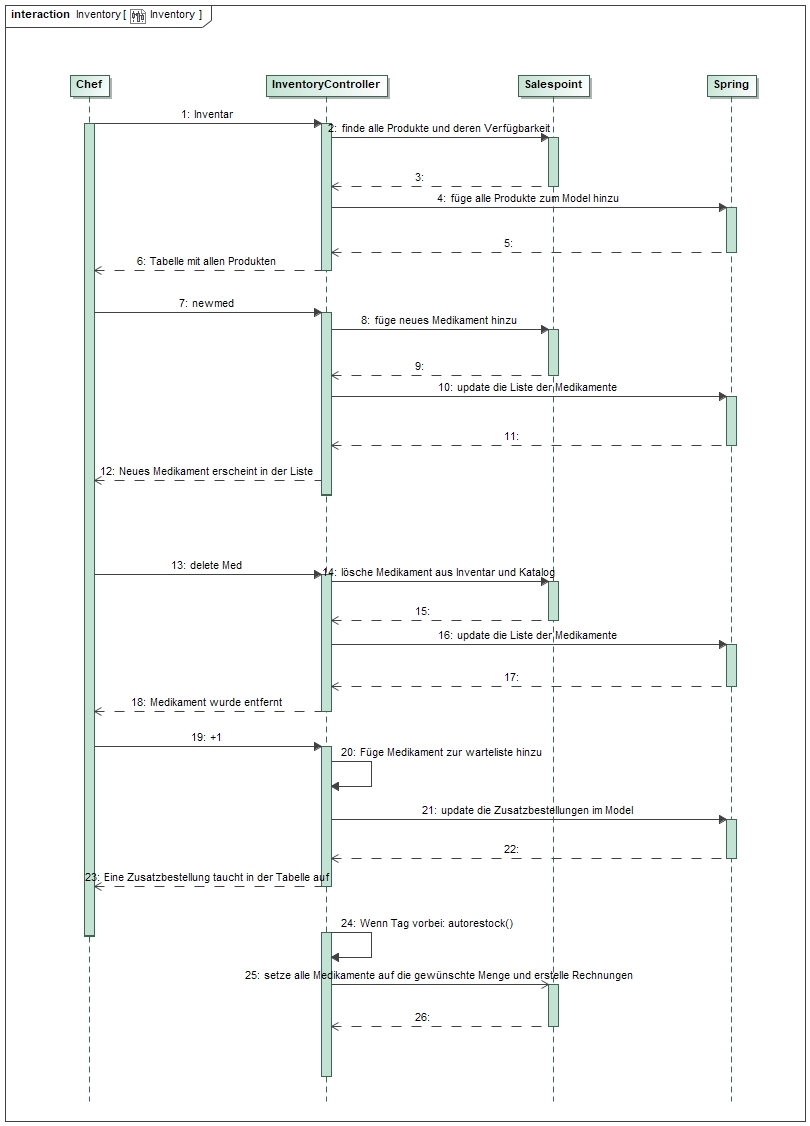 interaction Inventory [ Inventory ]
Chef
InventoryController
Salespoint
Spring
1: Inventar
2: finde alle Produkte und deren Verfügbarkeit
3:
4: füge alle Produkte zum Model hinzu
5:
6: Tabelle mit allen Produkten
7: newmed
8: füge neues Medikament hinzu
9:
10: update die Liste der Medikamente
11:
12: Neues Medikament erscheint in der Liste
13: delete Med
14: lösche Medikament aus Inventar und Katalog
15:
16: update die Liste der Medikamente
17:
18: Medikament wurde entfernt
19: +1
20: Füge Medikament zur warteliste hinzu
21: update die Zusatzbestellungen im Model
22:
23: Eine Zusatzbestellung taucht in der Tabelle auf
24: Wenn Tag vorbei: autorestock()
25: setze alle Medikamente auf die gewünschte Menge und erstelle Rechnungen
26: